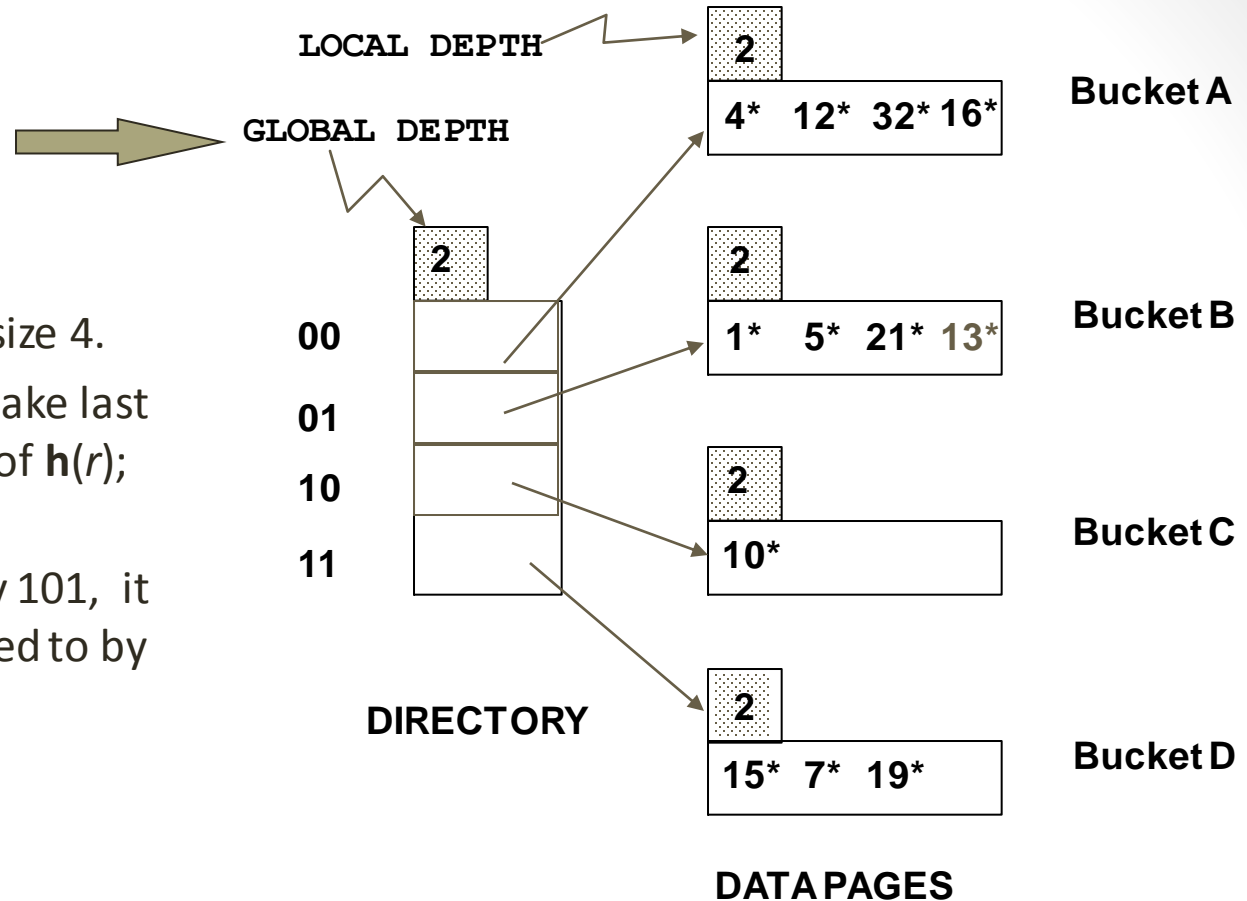 LOCAL DEPTH
2
Bucket A
4* 12* 32* 16*
GLOBAL DEPTH
2
2
Bucket B
size 4.
00
1* 5* 21* 13*
ake last
01
of h(r);
10
2
Bucket C
10*
11
y 101, it
ed to by
2
DIRECTORY
Bucket D
15* 7* 19*
DATA PAGES